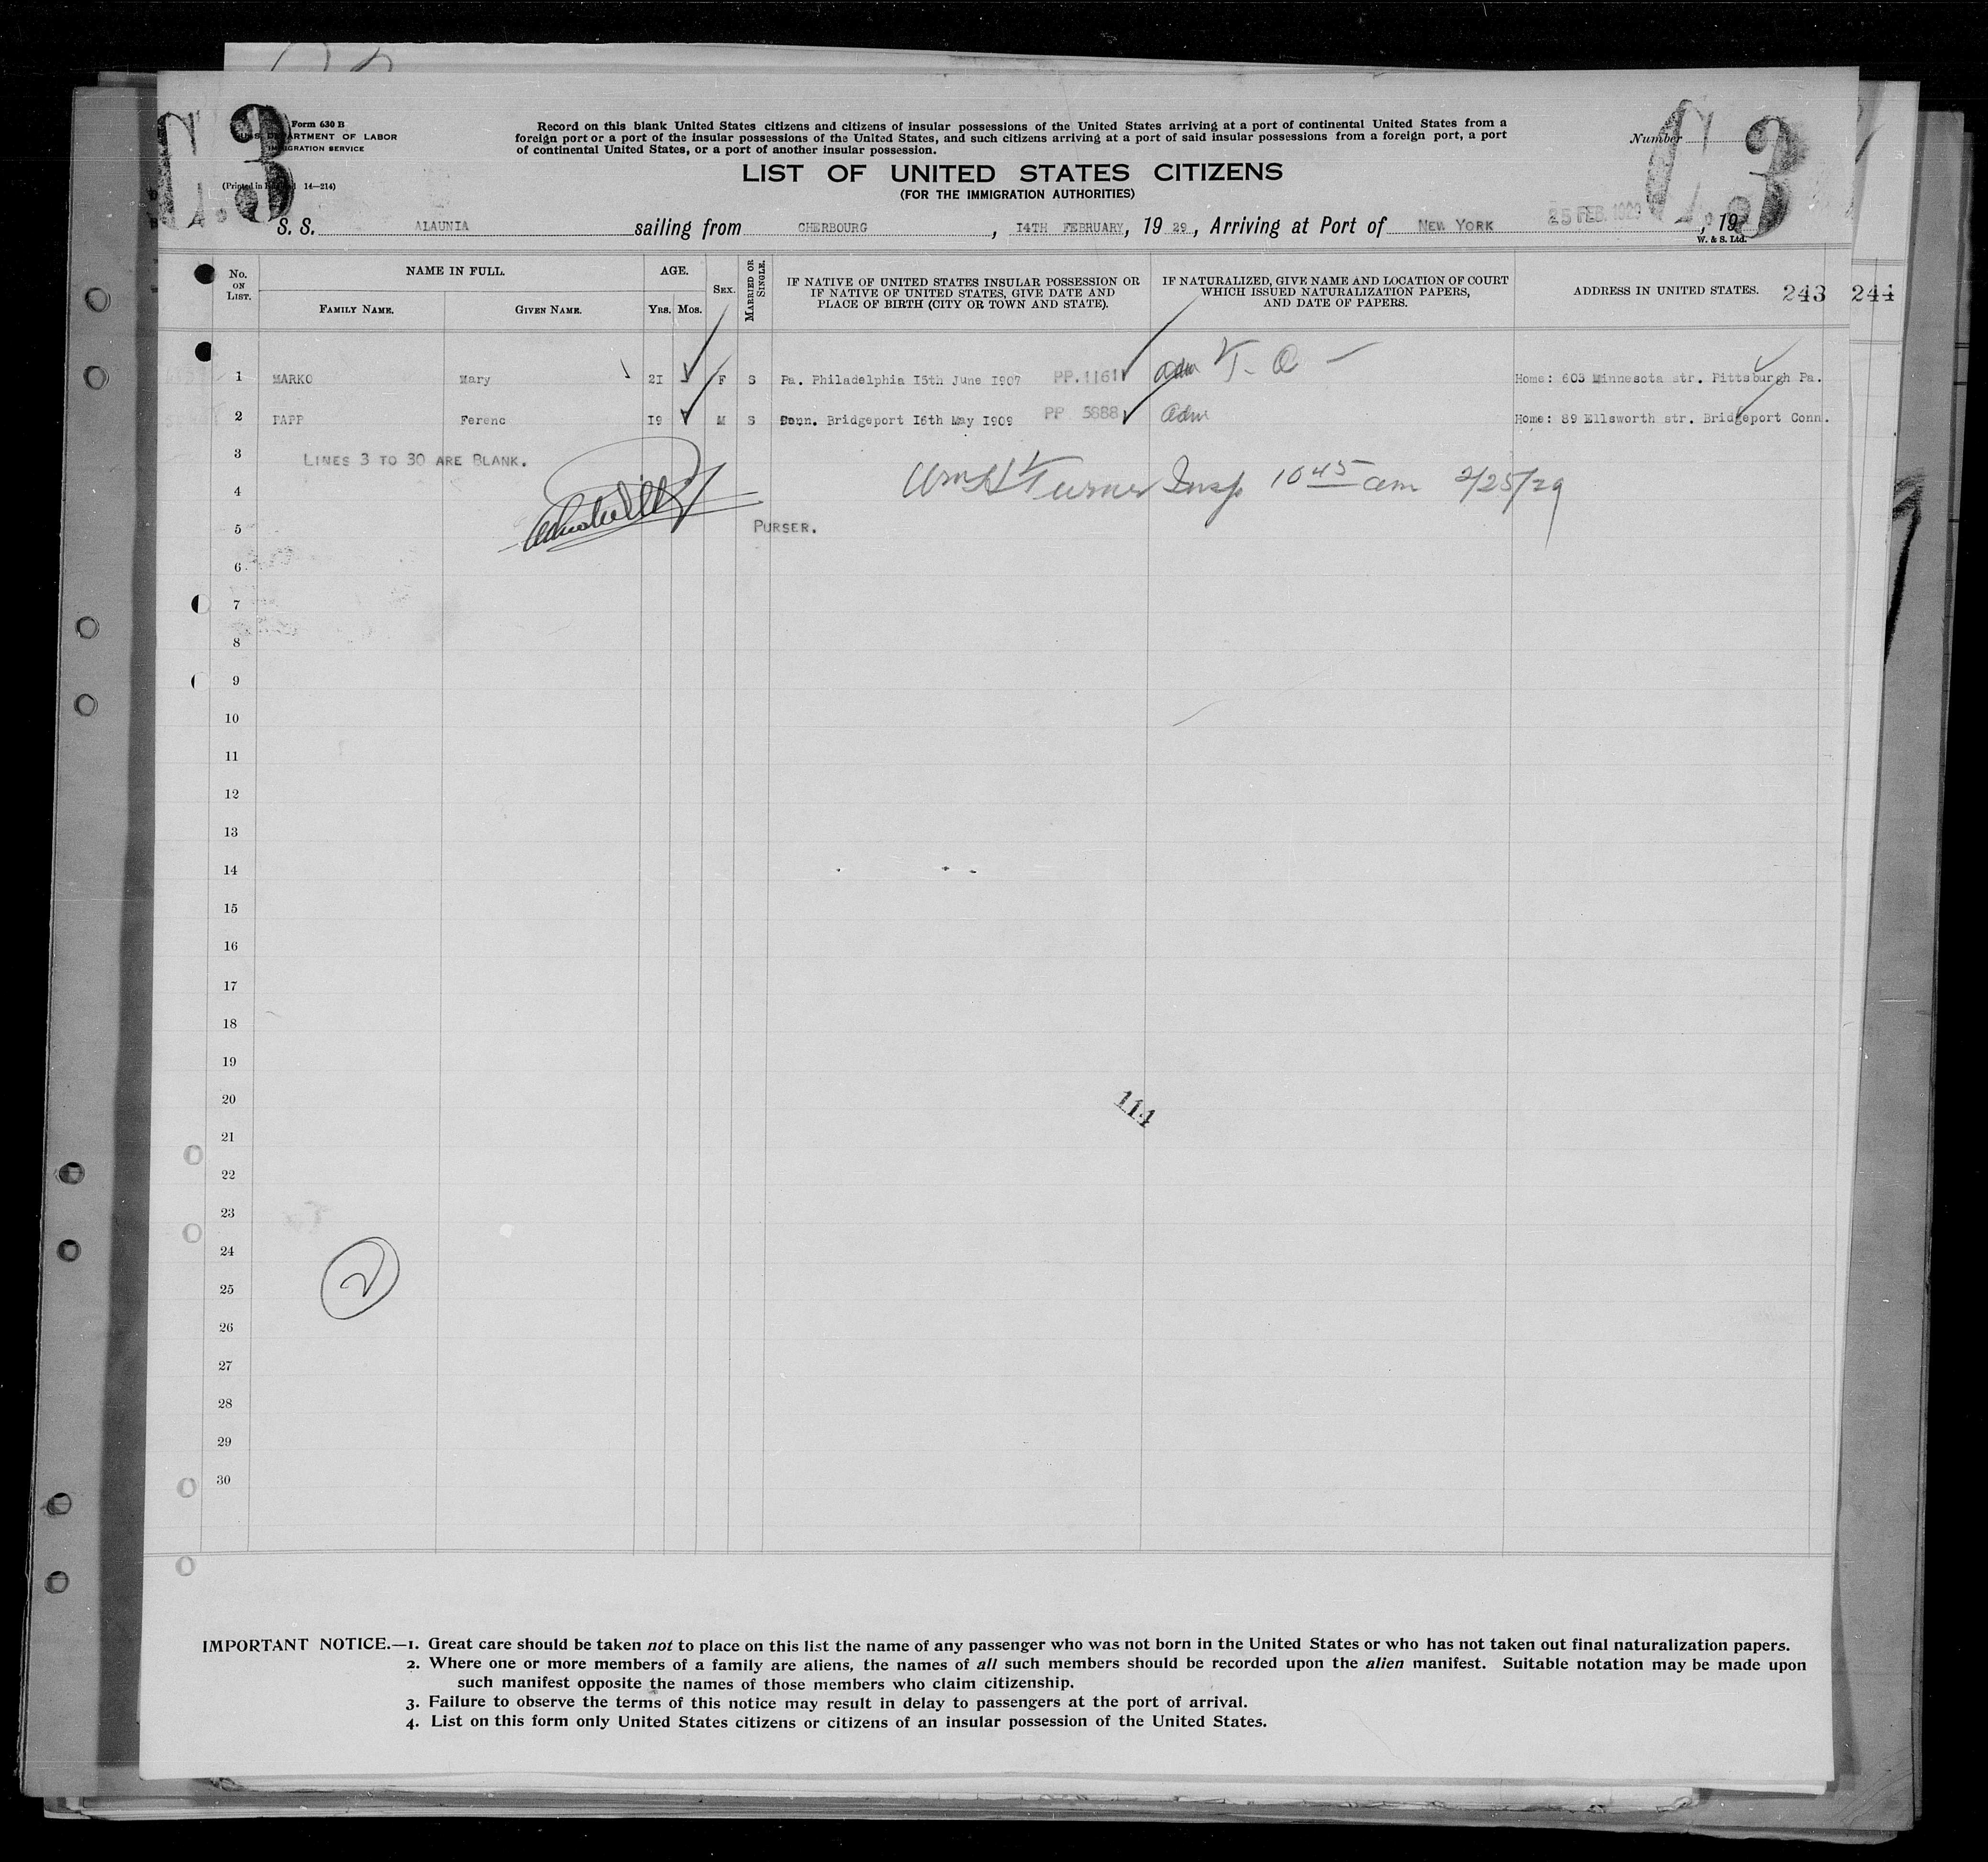 C.3
Form 630 B
U. S. DEPARTMENT OF LABOR
IMMIGRATION SERVICE
(Printed in England 14—214)
Record on this blank United States citizens and citizens of insular possessions of the United States arriving at a port of continental United States from a
foreign port or a port of the insular possessions of the United States, and such citizens arriving at a port of said insular possessions from a foreign port, a port
of continental United States, or a port of another insular possession.
Number
C.3
LIST OF UNITED STATES CITIZENS
(FOR THE IMMIGRATION AUTHORITIES)
S. S. ALAUNIA sailing from CHERBOURG, I4TH FEBRUARY, 19 29, Arriving at Port of NEW YORK 25 FEB. 1929, 19
W. & S. Ltd.
No. ON LIST. NAME IN FULL. AGE. SEX. MARRIED OR SINGLE.
FAMILY NAME. GIVEN NAME. YRS. MOS.
IF NATIVE OF UNITED STATES INSULAR POSSESSION OR
IF NATIVE OF UNITED STATES, GIVE DATE AND
PLACE OF BIRTH (CITY OR TOWN AND STATE).
IF NATURALIZED, GIVE NAME AND LOCATION OF COURT
WHICH ISSUED NATURALIZATION PAPERS,
AND DATE OF PAPERS.
ADDRESS IN UNITED STATES. 243 244
1 MARKO Mary 2I F S Pa. Philadelphia I5th June I907 PP.11611 adm Home: 603 Minnesota str. Pittsburgh Pa.
2 PAPP Ferenc I9 M S Conn. Bridgeport I6th May I909 PP 5888 adm Home: 89 Ellsworth str. Bridgeport Conn.
3 LINES 3 TO 30 ARE BLANK.
4 Wm H Turner Insp 10 45 am 2/25/29
5 PURSER.
6
7
8
9
10
11
12
13
14
15
16
17
18
19
20 111
21
22
23
24
2
25
26
27
28
29
30
IMPORTANT NOTICE.—1. Great care should be taken not to place on this list the name of any passenger who was not born in the United States or who has not taken out final naturalization papers.
2. Where one or more members of a family are aliens, the names of all such members should be recorded upon the alien manifest. Suitable notation may be made upon
such manifest opposite the names of those members who claim citizenship.
3. Failure to observe the terms of this notice may result in delay to passengers at the port of arrival.
4. List on this form only United States citizens or citizens of an insular possession of the United States.